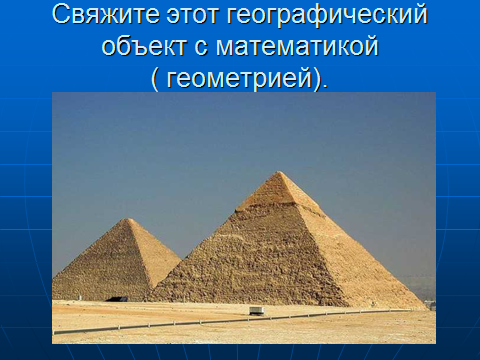 Свяжите этот географический
объект с математикой
( геометрией).